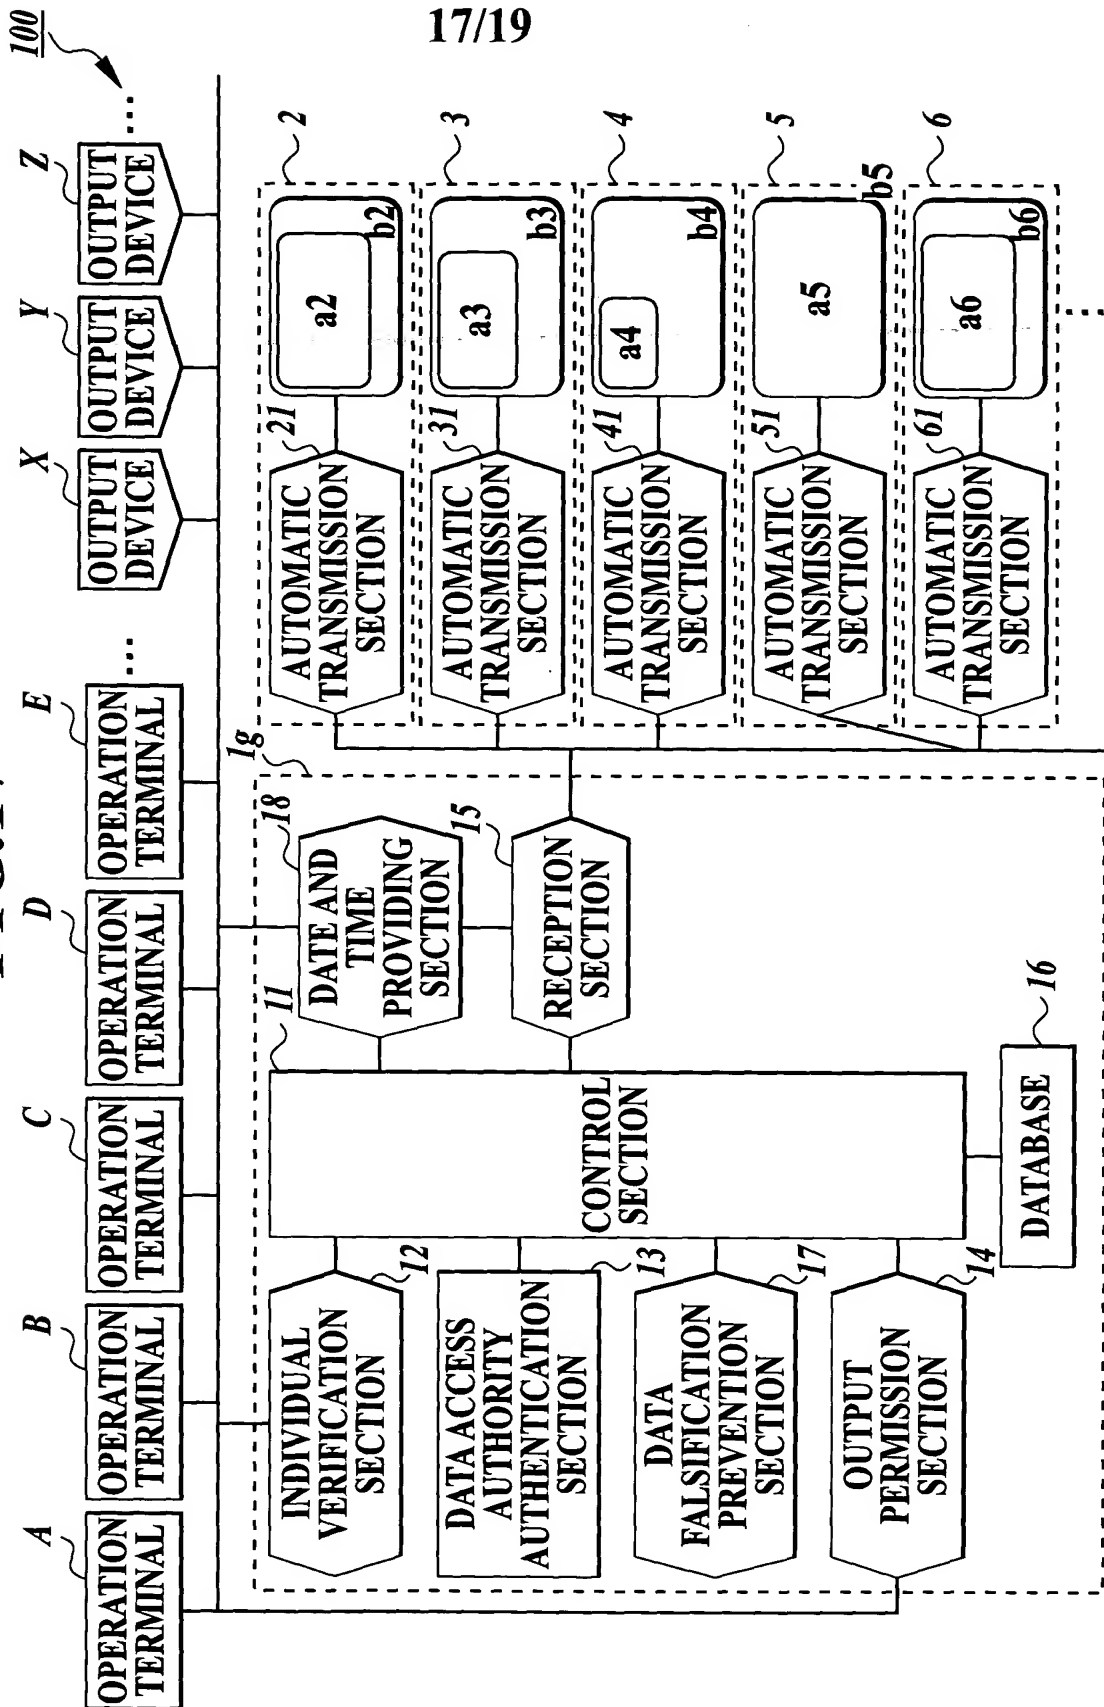 17/19
100
A
B
C
D
E
X
Y
Z
OPERATION
TERMINAL
OPERATION
TERMINAL
OPERATION
TERMINAL
OPERATION
TERMINAL
OPERATION
TERMINAL
...
OUTPUT
DEVICE
OUTPUT
DEVICE
OUTPUT
DEVICE
...
1g
INDIVIDUAL
VERIFICATION
SECTION
12
DATA ACCESS
AUTHORITY
AUTHENTICATION
SECTION
13
DATA
FALSIFICATION
PREVENTION
SECTION
17
OUTPUT
PERMISSION
SECTION
14
11
CONTROL
SECTION
DATABASE
16
18
DATE AND
TIME
PROVIDING
SECTION
15
RECEPTION
SECTION
AUTOMATIC
TRANSMISSION
SECTION
21
a2
b2
2
AUTOMATIC
TRANSMISSION
SECTION
31
a3
b3
3
AUTOMATIC
TRANSMISSION
SECTION
41
a4
b4
4
AUTOMATIC
TRANSMISSION
SECTION
51
a5
b5
5
AUTOMATIC
TRANSMISSION
SECTION
61
a6
b6
6